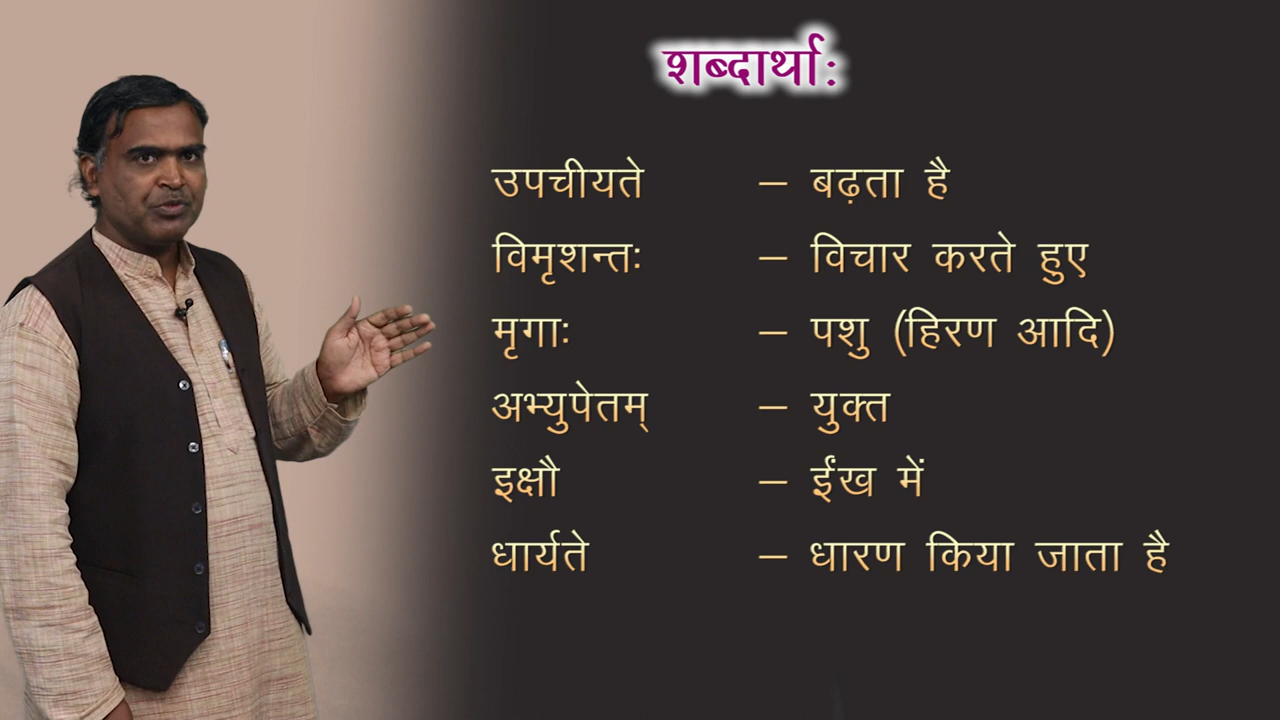 शब्दार्थाः
उपचीयते – बढ़ता है
विमृशन्तः – विचार करते हुए
मृगाः – पशु (हिरण आदि)
अभ्युपेतम् – युक्त
इक्षौ – ईंख में
धार्यते – धारण किया जाता है